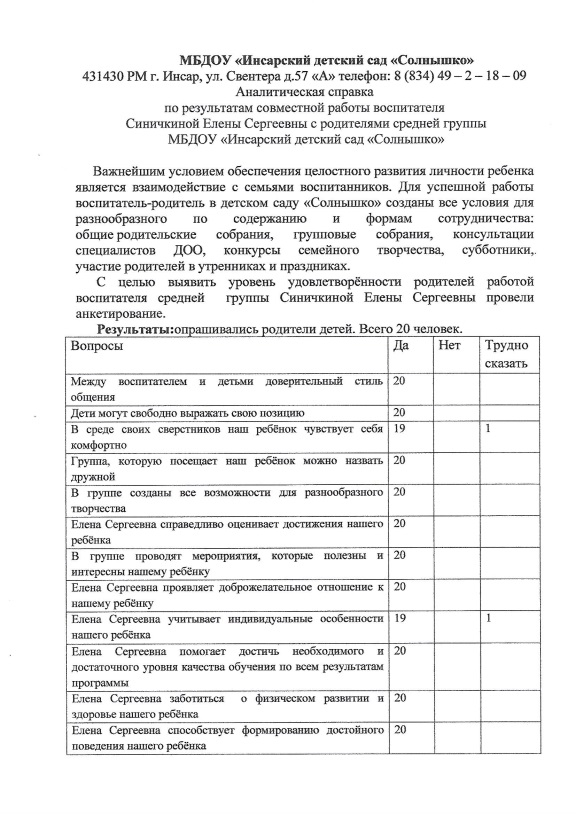 МБДОУ «Инсарский детский сад «Солнышко»
431430 РМ г. Инсар, ул. Свентера д.57 «А» телефон: 8 (834) 49 – 2 – 18 – 09
Аналитическая справка
по результатам совместной работы воспитателя
Синичкиной Елены Сергеевны с родителями средней группы
МБДОУ «Инсарский детский сад «Солнышко»
Важнейшим условием обеспечения целостного развития личности ребенка
является взаимодействие с семьями воспитанников. Для успешной работы
воспитатель-родитель в детском саду «Солнышко» созданы все условия для
разнообразного по содержанию и формам сотрудничества:
общие родительские собрания, групповые собрания, консультации
специалистов ДОО, конкурсы семейного творчества, субботники,
участие родителей в утренниках и праздниках.
С целью выявить уровень удовлетворённости родителей работой
воспитателя средней группы Синичкиной Елены Сергеевны провели
анкетирование.
Результаты:опрашивались родители детей. Всего 20 человек.
Вопросы Да Нет Трудно
сказать
Между воспитателем и детьми доверительный стиль 20
общения
Дети могут свободно выражать свою позицию 20
В среде своих сверстников наш ребёнок чувствует себя 19 1
комфортно
Группа, которую посещает наш ребёнок можно назвать 20
дружной
В группе созданы все возможности для разнообразного 20
творчества
Елена Сергеевна справедливо оценивает достижения нашего 20
ребёнка
В группе проводят мероприятия, которые полезны и 20
интересны нашему ребёнку
Елена Сергеевна проявляет доброжелательное отношение к 20
нашему ребёнку
Елена Сергеевна учитывает индивидуальные особенности 19 1
нашего ребёнка
Елена Сергеевна помогает достичь необходимого и 20
достаточного уровня качества обучения по всем результатам
программы
Елена Сергеевна заботиться о физическом развитии и 20
здоровье нашего ребёнка
Елена Сергеевна способствует формированию достойного 20
поведения нашего ребёнка